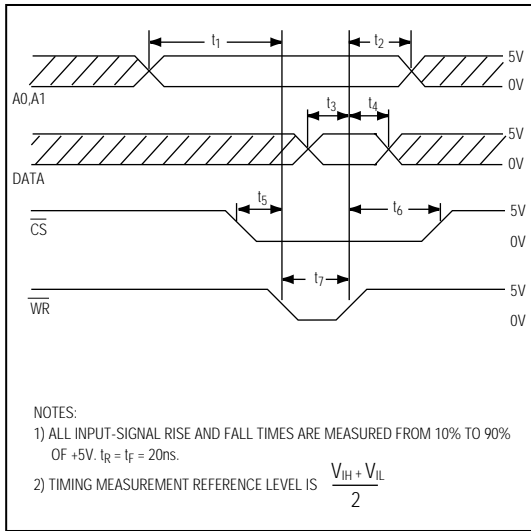 t1 t2
5V
0V
A0,A1
t3 t4
5V
0V
DATA
t5 t6
5V
CS
0V
t7
5V
WR
0V
NOTES:
1) ALL INPUT-SIGNAL RISE AND FALL TIMES ARE MEASURED FROM 10% TO 90%
OF +5V. tR = tF = 20ns.
2) TIMING MEASUREMENT REFERENCE LEVEL IS VIH + VIL
2